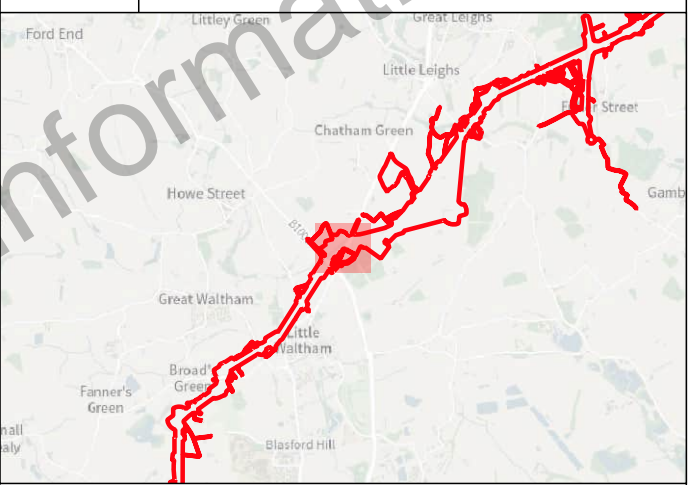 Littley Green
Great Leighs
Ford End
Little Leighs
Street
Chatham Green
Howe Street
Great Waltham
Little
Waltham
Broad's
Green
Fanner's
Green
Blasford Hill